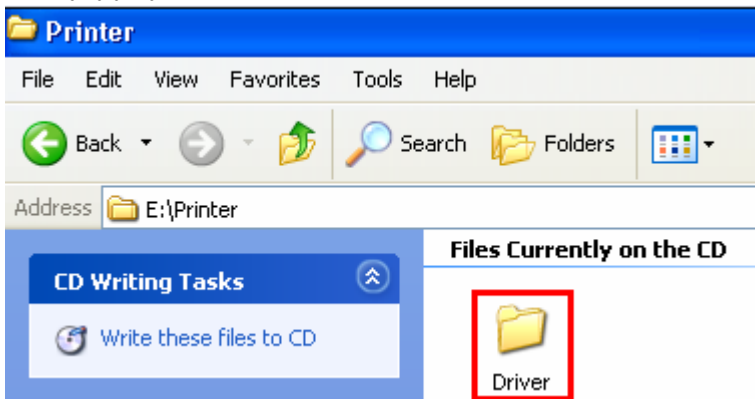 Printer
File Edit View Favorites Tools Help
Back Search Folders
Address E:\Printer
Files Currently on the CD
CD Writing Tasks
Write these files to CD
Driver